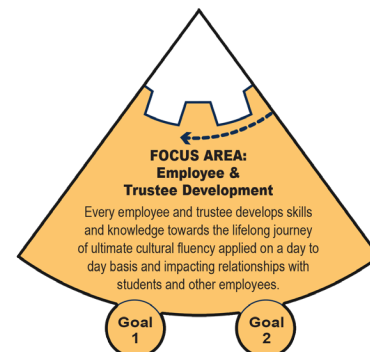 FOCUS AREA:
Employee &
Trustee Development
Every employee and trustee develops skills
and knowledge towards the lifelong journey
of ultimate cultural fluency applied on a day to
day basis and impacting relationships with
students and other employees.
Goal
1
Goal
2